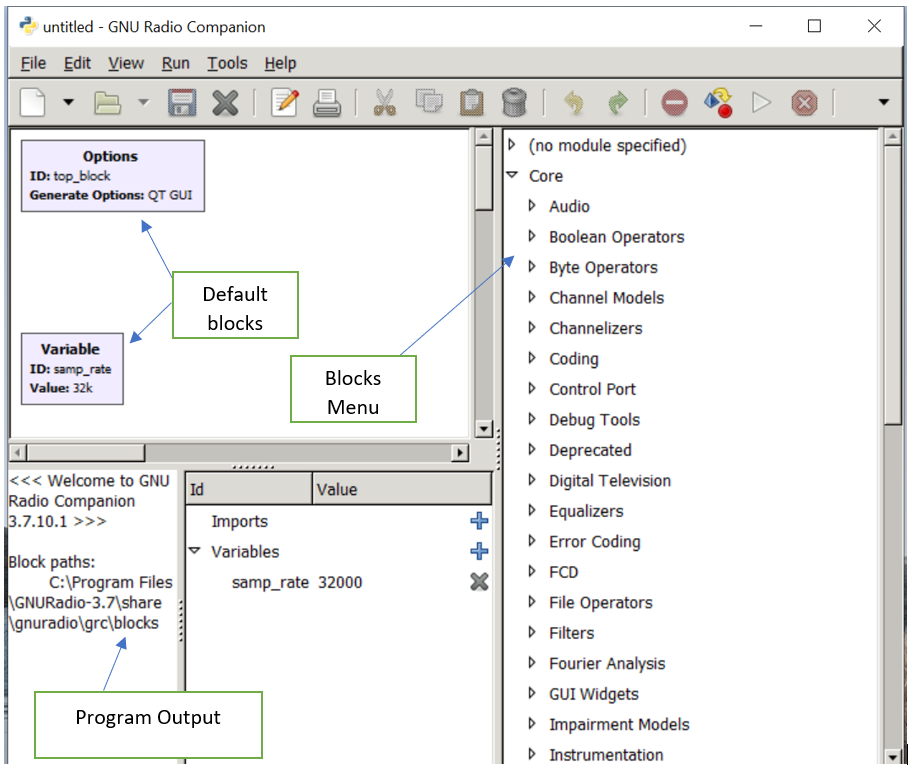 untitled - GNU Radio Companion
File Edit View Run Tools Help
Options
ID: top_block
Generate Options: QT GUI
Default
blocks
Variable
ID: samp_rate
Value: 32k
Blocks
Menu
(no module specified)
Core
Audio
Boolean Operators
Byte Operators
Channel Models
Channelizers
Coding
Control Port
Debug Tools
Deprecated
Digital Television
Equalizers
Error Coding
FCD
File Operators
Filters
Fourier Analysis
GUI Widgets
Impairment Models
Instrumentation
<<< Welcome to GNU
Radio Companion
3.7.10.1 >>>
Block paths:
C:\Program Files
\GNURadio-3.7\share
\gnuradio\grc\blocks
Program Output
Id Value
Imports
Variables
samp_rate 32000